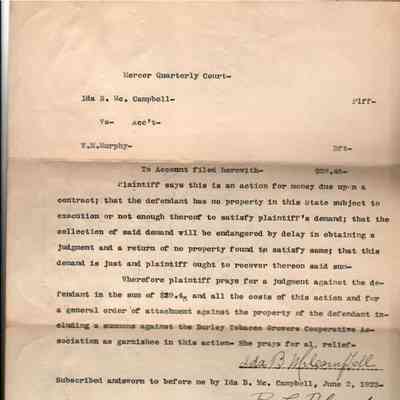 Mercer Quarterly Court-
Ida B. Mc. Campbell-
Plff-
Vs- Acc't-
W.N.Murphy-
Dft-
To Account filed herewith- $29.65-
Plaintiff says this is an action for money due upon a
contract; that the defendant has no property in this State subject to
execution or not enough thereof to satisfy plaintiff's demand; that the
collection of said demand will be endangered by delay in obtaining a
judgment and a return of no property found to satisfy same; that this
demand is just and plaintiff ought to recover thereon said sum-
Wherefore plaintiff prays for a judgment against the de-
fendant in the sum of $29.65 and all the costs of this action and for
a general order of attachment against the property of the defendant in-
cluding a summons against the Burley Tobacco Growers Cooperative As-
sociation as garnishee in this action- She prays for al. relief-
Ida B McCampbell
Subscribed andsworn to before me by Ida B. Mc. Campbell, June 2, 1923-